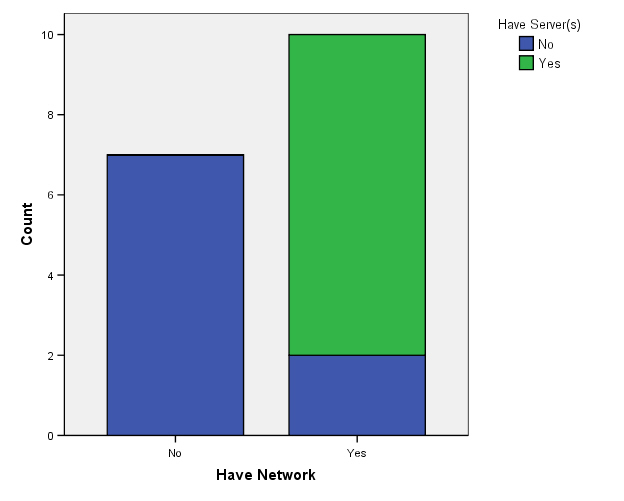 Have Server(s)
No
Yes
10
8
6
4
2
0
Count
No
Yes
Have Network